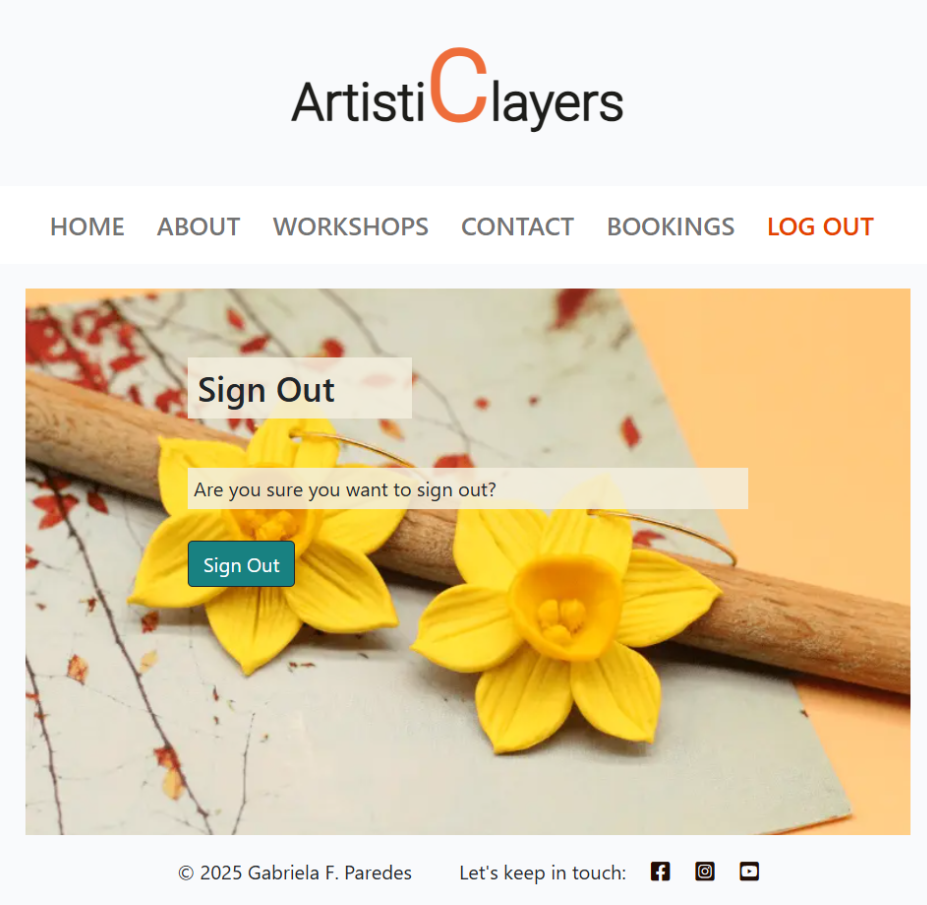 ArtistiClayers
HOME ABOUT WORKSHOPS CONTACT BOOKINGS LOG OUT
Sign Out
Are you sure you want to sign out?
Sign Out
© 2025 Gabriela F. Paredes Let's keep in touch: